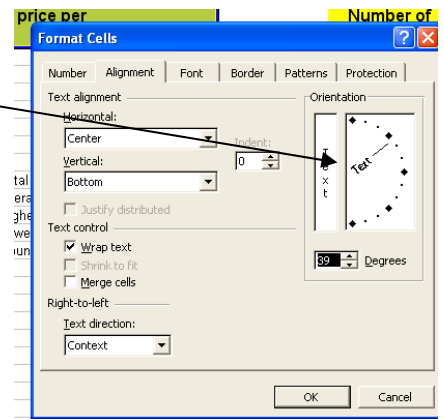 price per
Number of
Format Cells
Number Alignment Font Border Patterns Protection
Text alignment
Horizontal:
Center
Indent:
0
Vertical:
Bottom
Justify distributed
Text control
Wrap text
Shrink to fit
Merge cells
Right-to-left
Text direction:
Context
Orientation
Text
Text
39 Degrees
OK Cancel